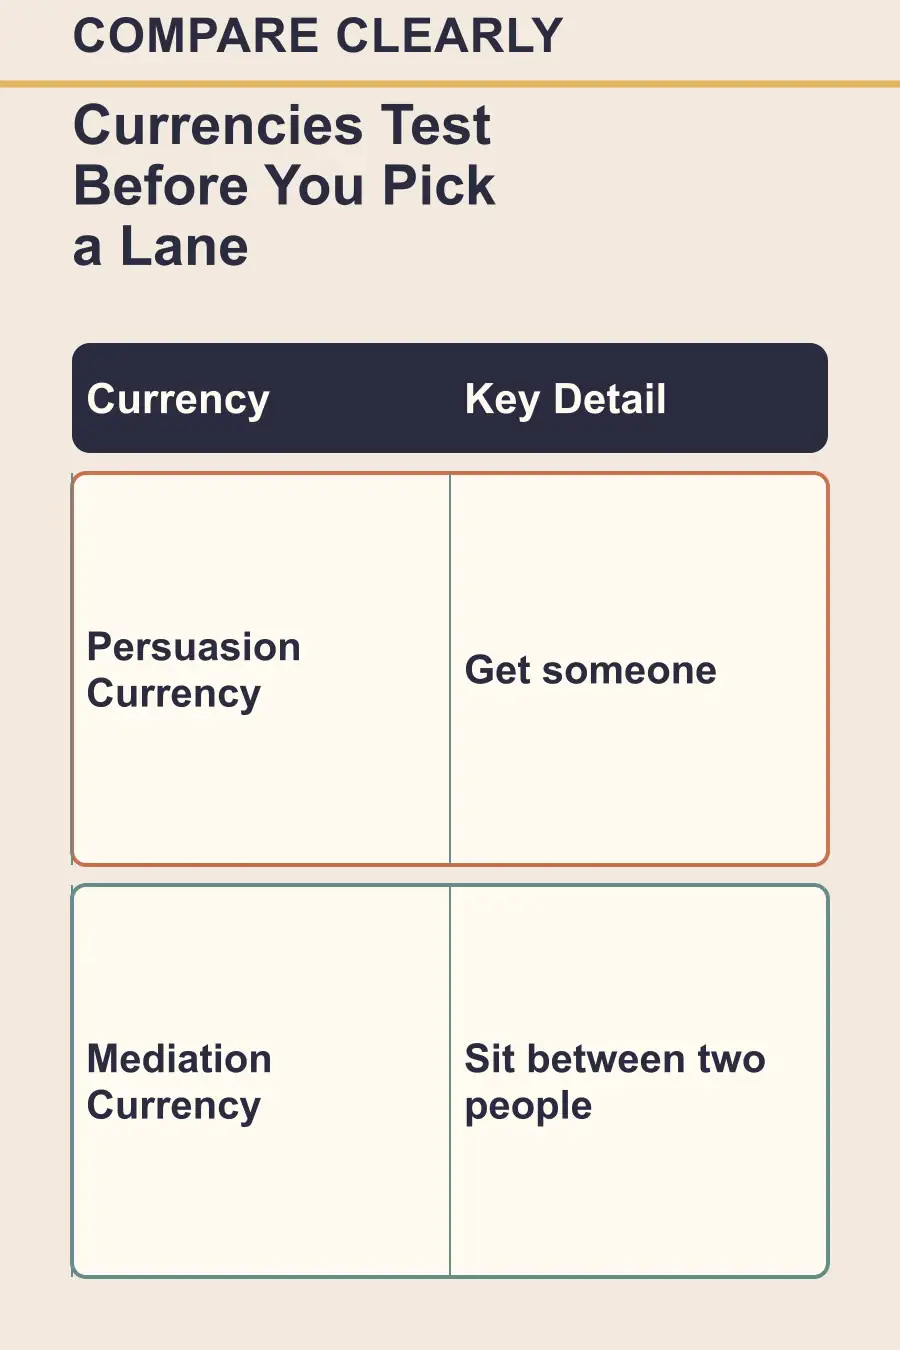 COMPARE CLEARLY
Currencies Test
Before You Pick
a Lane
Currency
Key Detail
Persuasion
Currency
Get someone
Mediation
Currency
Sit between two
people